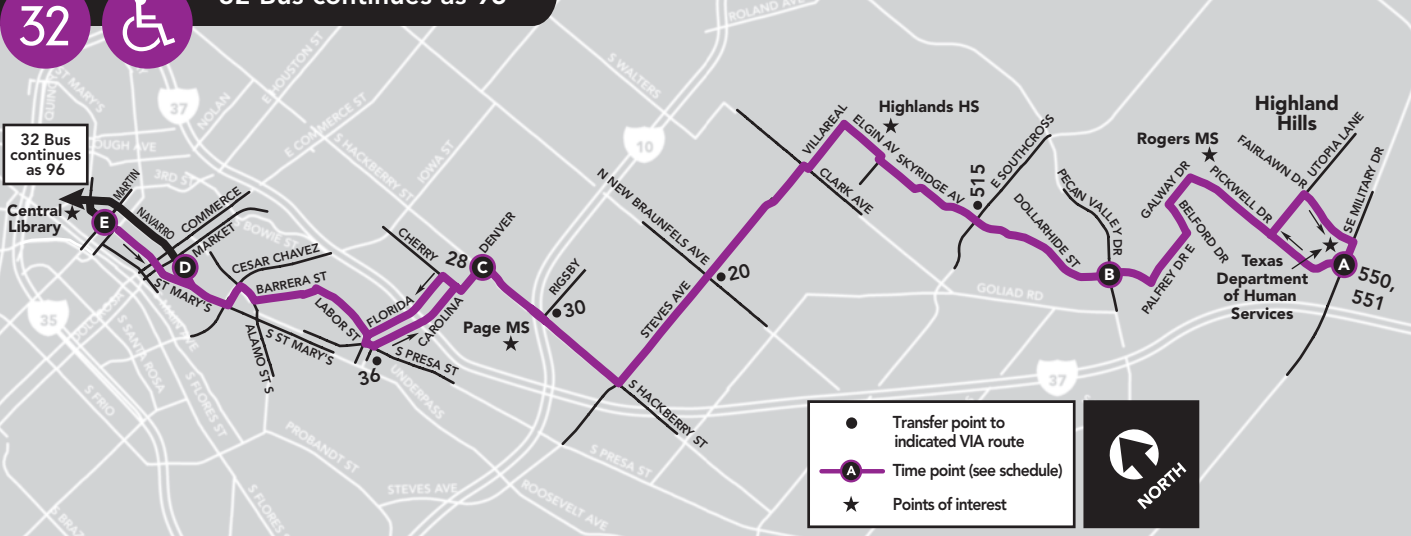 32 Bus continues as 96
32
ROLAND AVE
S WALTERS
E HOUSTON ST
NOLAN
E COMMERCE ST
S HACKBERRY ST
IOWA ST
ST MARY'S
37
10
35
37
3RD ST
BOWIE ST
32 Bus
continues
as 96
Central
Library
E
MARTIN
NAVARRO
COMMERCE
MARKET
D
CESAR CHAVEZ
BARRERA ST
ST MARY'S
ALAMO ST S
S ST MARY'S
LABOR ST
FLORIDA
CAROLINA
CHERRY
28
C
DENVER
36
S PRESA ST
UNDERPASS
Page MS
RIGSBY
30
S HACKBERRY ST
STEVES AVE
N NEW BRAUNFELS AVE
20
VILLAREAL
CLARK AVE
ELGIN AV
SKYRIDGE AV
Highlands HS
515
E SOUTHCROSS
DOLLARHIDE ST
PECAN VALLEY DR
B
GOLIAD RD
PALFREY DR E
BELFORD DR
GALWAY DR
Rogers MS
PICKWELL DR
Highland
Hills
FAIRLAWN DR
UTOPIA LANE
SE MILITARY DR
A
550,
551
Texas
Department
of Human
Services
S SANTA ROSA
S FLORES ST
S FRIO
PROBANDT ST
STEVES AVE
S PRESA ST
ROOSEVELT AVE
S FLORES S
Transfer point to
indicated VIA route
A
Time point (see schedule)
Points of interest
NORTH